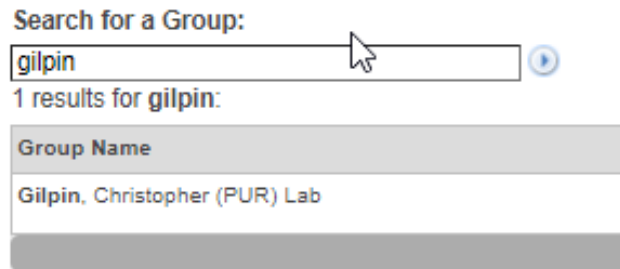 Search for a Group:
gilpin
1 results for gilpin:
Group Name
Gilpin, Christopher (PUR) Lab